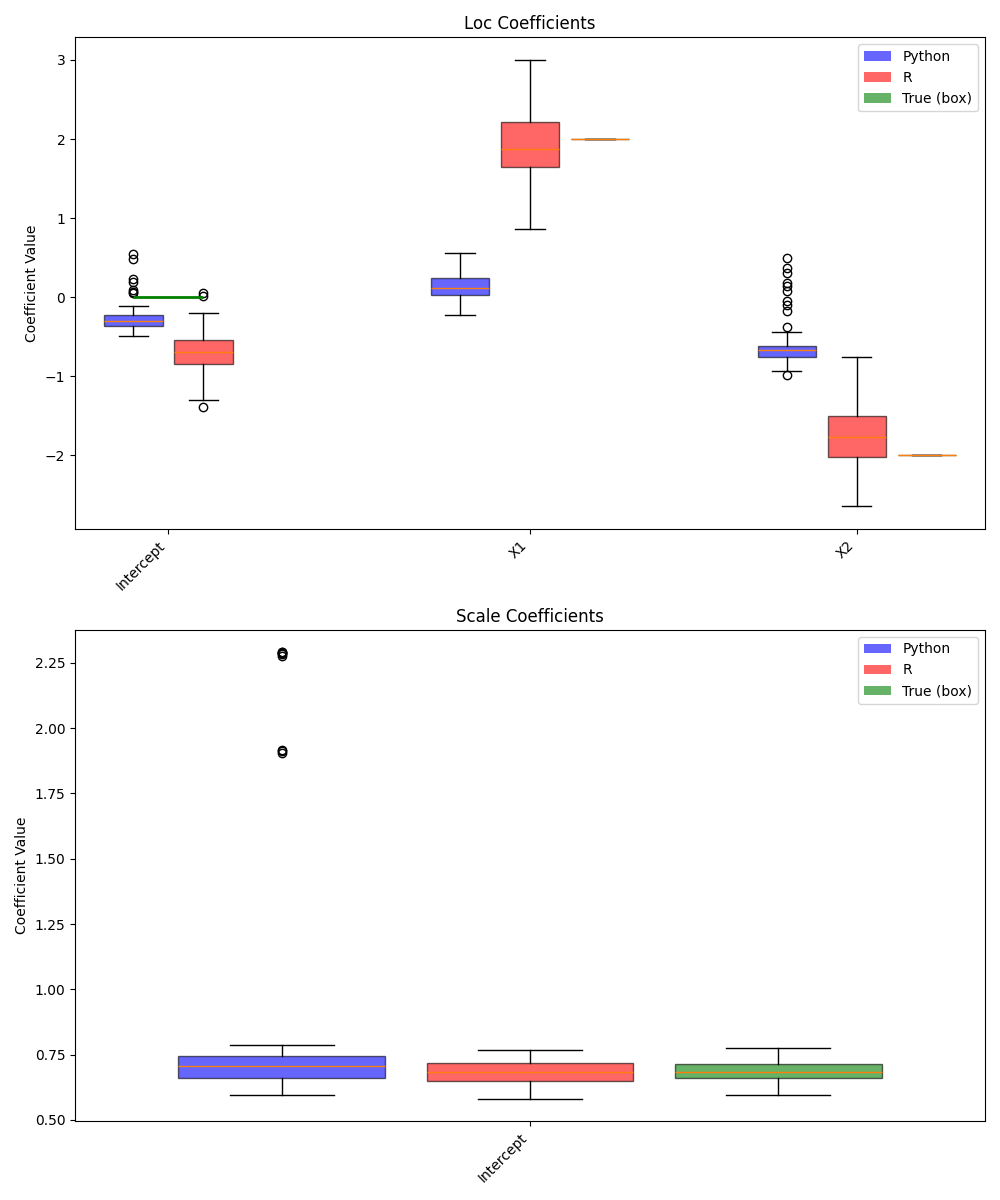 Loc Coefficients
Python
R
True (box)
3
2
1
0
−1
−2
Coefficient Value
Intercept
X1
X2
Scale Coefficients
Python
R
True (box)
2.25
2.00
1.75
1.50
1.25
1.00
0.75
0.50
Coefficient Value
Intercept